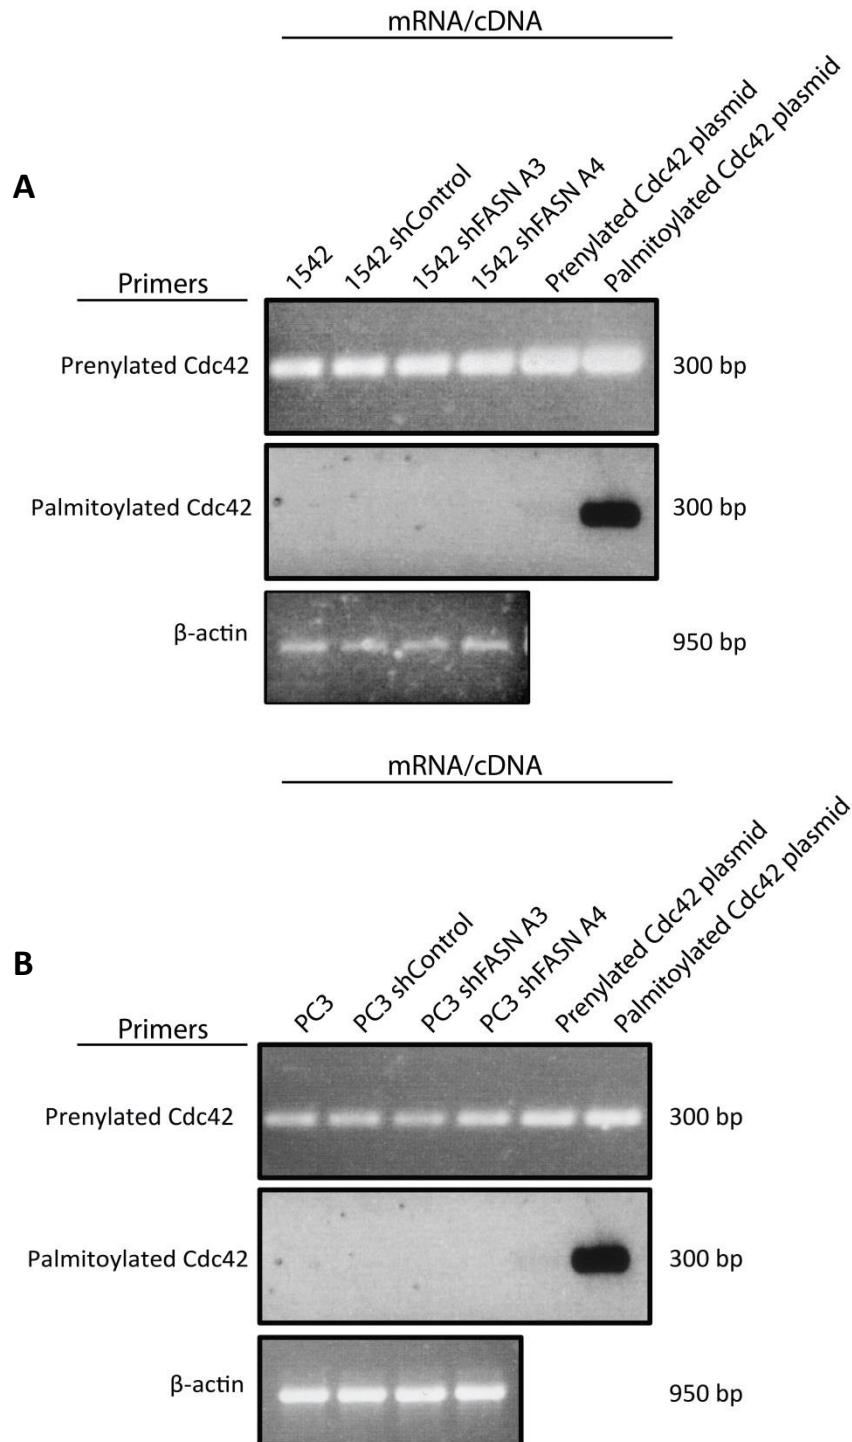 mRNA/cDNA
A
1542
1542 shControl
1542 shFASN A3
1542 shFASN A4
Prenylated Cdc42 plasmid
Palmitoylated Cdc42 plasmid
Primers
Prenylated Cdc42
300 bp
Palmitoylated Cdc42
300 bp
β-actin
950 bp
mRNA/cDNA
B
PC3
PC3 shControl
PC3 shFASN A3
PC3 shFASN A4
Prenylated Cdc42 plasmid
Palmitoylated Cdc42 plasmid
Primers
Prenylated Cdc42
300 bp
Palmitoylated Cdc42
300 bp
β-actin
950 bp